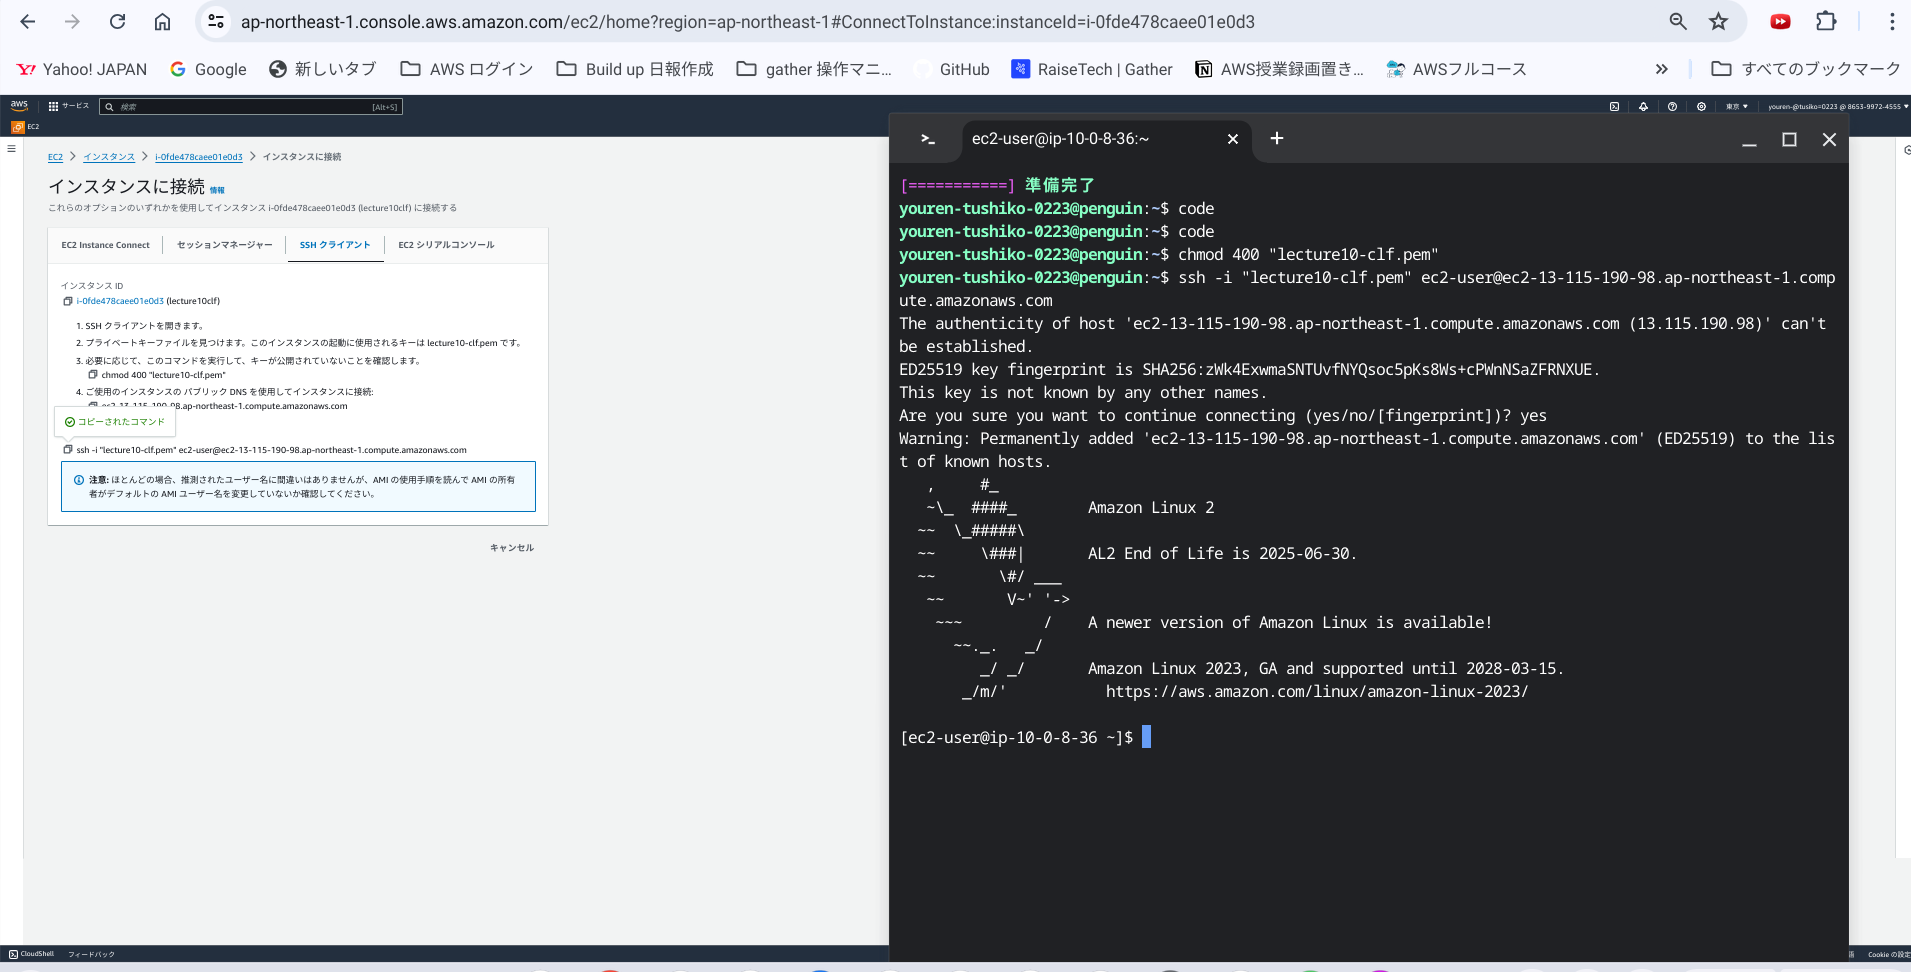 ap-northeast-1.console.aws.amazon.com/ec2/home?region=ap-northeast-1#ConnectToInstance:instanceId=i-0fde478caee01e0d3
Yahoo! JAPAN
Google
新しいタブ
AWS ログイン
Build up 日報作成
gather 操作マニ...
GitHub
RaiseTech | Gather
AWS授業録画置き...
AWSフルコース
»
すべてのブックマーク
aws
サービス
検索
[Alt+S]
東京 ▼
youren-@tusiko=0223 @ 8653-9972-4555 ▼
EC2
EC2 > インスタンス > i-0fde478caee01e0d3 > インスタンスに接続
インスタンスに接続 情報
これらのオプションのいずれかを使用してインスタンス i-0fde478caee01e0d3 (lecture10clf) に接続する
EC2 Instance Connect
セッションマネージャー
SSH クライアント
EC2 シリアルコンソール
インスタンス ID
i-0fde478caee01e0d3 (lecture10clf)
1. SSH クライアントを開きます。
2. プライベートキーファイルを見つけます。このインスタンスの起動に使用されるキーは lecture10-clf.pem です。
3. 必要に応じて、このコマンドを実行して、キーが公開されていないことを確認します。
chmod 400 "lecture10-clf.pem"
4. ご使用のインスタンスの パブリック DNS を使用してインスタンスに接続:
ec2-13-115-190-98.ap-northeast-1.compute.amazonaws.com
コピーされたコマンド
ssh -i "lecture10-clf.pem" ec2-user@ec2-13-115-190-98.ap-northeast-1.compute.amazonaws.com
注意: ほとんどの場合、推測されたユーザー名に間違いはありませんが、AMI の使用手順を読んで AMI の所有
者がデフォルトの AMI ユーザー名を変更していないか確認してください。
キャンセル
ec2-user@ip-10-0-8-36:~
[===========] 準備完了
youren-tushiko-0223@penguin:~$ code
youren-tushiko-0223@penguin:~$ code
youren-tushiko-0223@penguin:~$ chmod 400 "lecture10-clf.pem"
youren-tushiko-0223@penguin:~$ ssh -i "lecture10-clf.pem" ec2-user@ec2-13-115-190-98.ap-northeast-1.comp
ute.amazonaws.com
The authenticity of host 'ec2-13-115-190-98.ap-northeast-1.compute.amazonaws.com (13.115.190.98)' can't
be established.
ED25519 key fingerprint is SHA256:zWk4ExwmaSNTUvfNYQsoc5pKs8Ws+cPWnNSaZFRNXUE.
This key is not known by any other names.
Are you sure you want to continue connecting (yes/no/[fingerprint])? yes
Warning: Permanently added 'ec2-13-115-190-98.ap-northeast-1.compute.amazonaws.com' (ED25519) to the lis
t of known hosts.
   ,     #_
   ~\_  ####_        Amazon Linux 2
  ~~  \_#####\
  ~~     \###|       AL2 End of Life is 2025-06-30.
  ~~       \#/ ___
   ~~       V~' '->
    ~~~         /    A newer version of Amazon Linux is available!
      ~~._.   _/
         _/ _/       Amazon Linux 2023, GA and supported until 2028-03-15.
       _/m/'           https://aws.amazon.com/linux/amazon-linux-2023/
[ec2-user@ip-10-0-8-36 ~]$
CloudShell
フィードバック
Cookie の設定